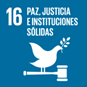 16 PAZ, JUSTICIA
E INSTITUCIONES
SÓLIDAS